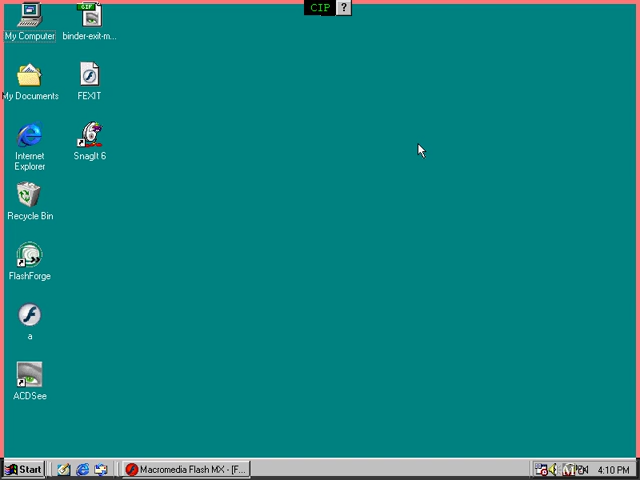 CIP ?
My Computer
binder-exit-m...
My Documents
FEXIT
Internet
Explorer
SnagIt 6
Recycle Bin
FlashForge
a
ACDSee
Start
Macromedia Flash MX - [F...
4:10 PM